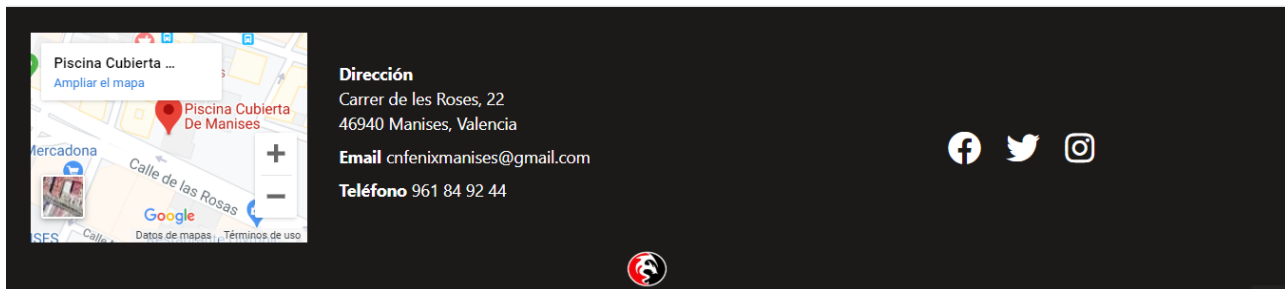 Piscina Cubierta ...
Ampliar el mapa
Piscina Cubierta
De Manises
Mercadona
Calle de las Rosas
Google
Datos de mapas
Términos de uso
Dirección
Carrer de les Roses, 22
46940 Manises, Valencia
Email cnfenixmanises@gmail.com
Teléfono 961 84 92 44